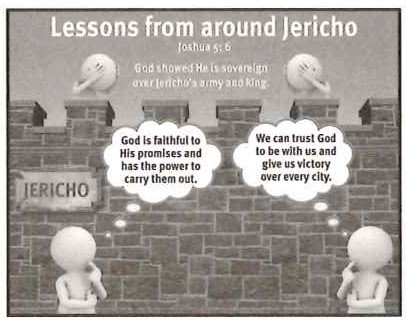 Lessons from around Jericho
Joshua 5; 6
God showed He is sovereign
over Jericho's army and king.
God is faithful to
His promises and
has the power to
carry them out.
We can trust God
to be with us and
give us victory
over every city.
JERICHO